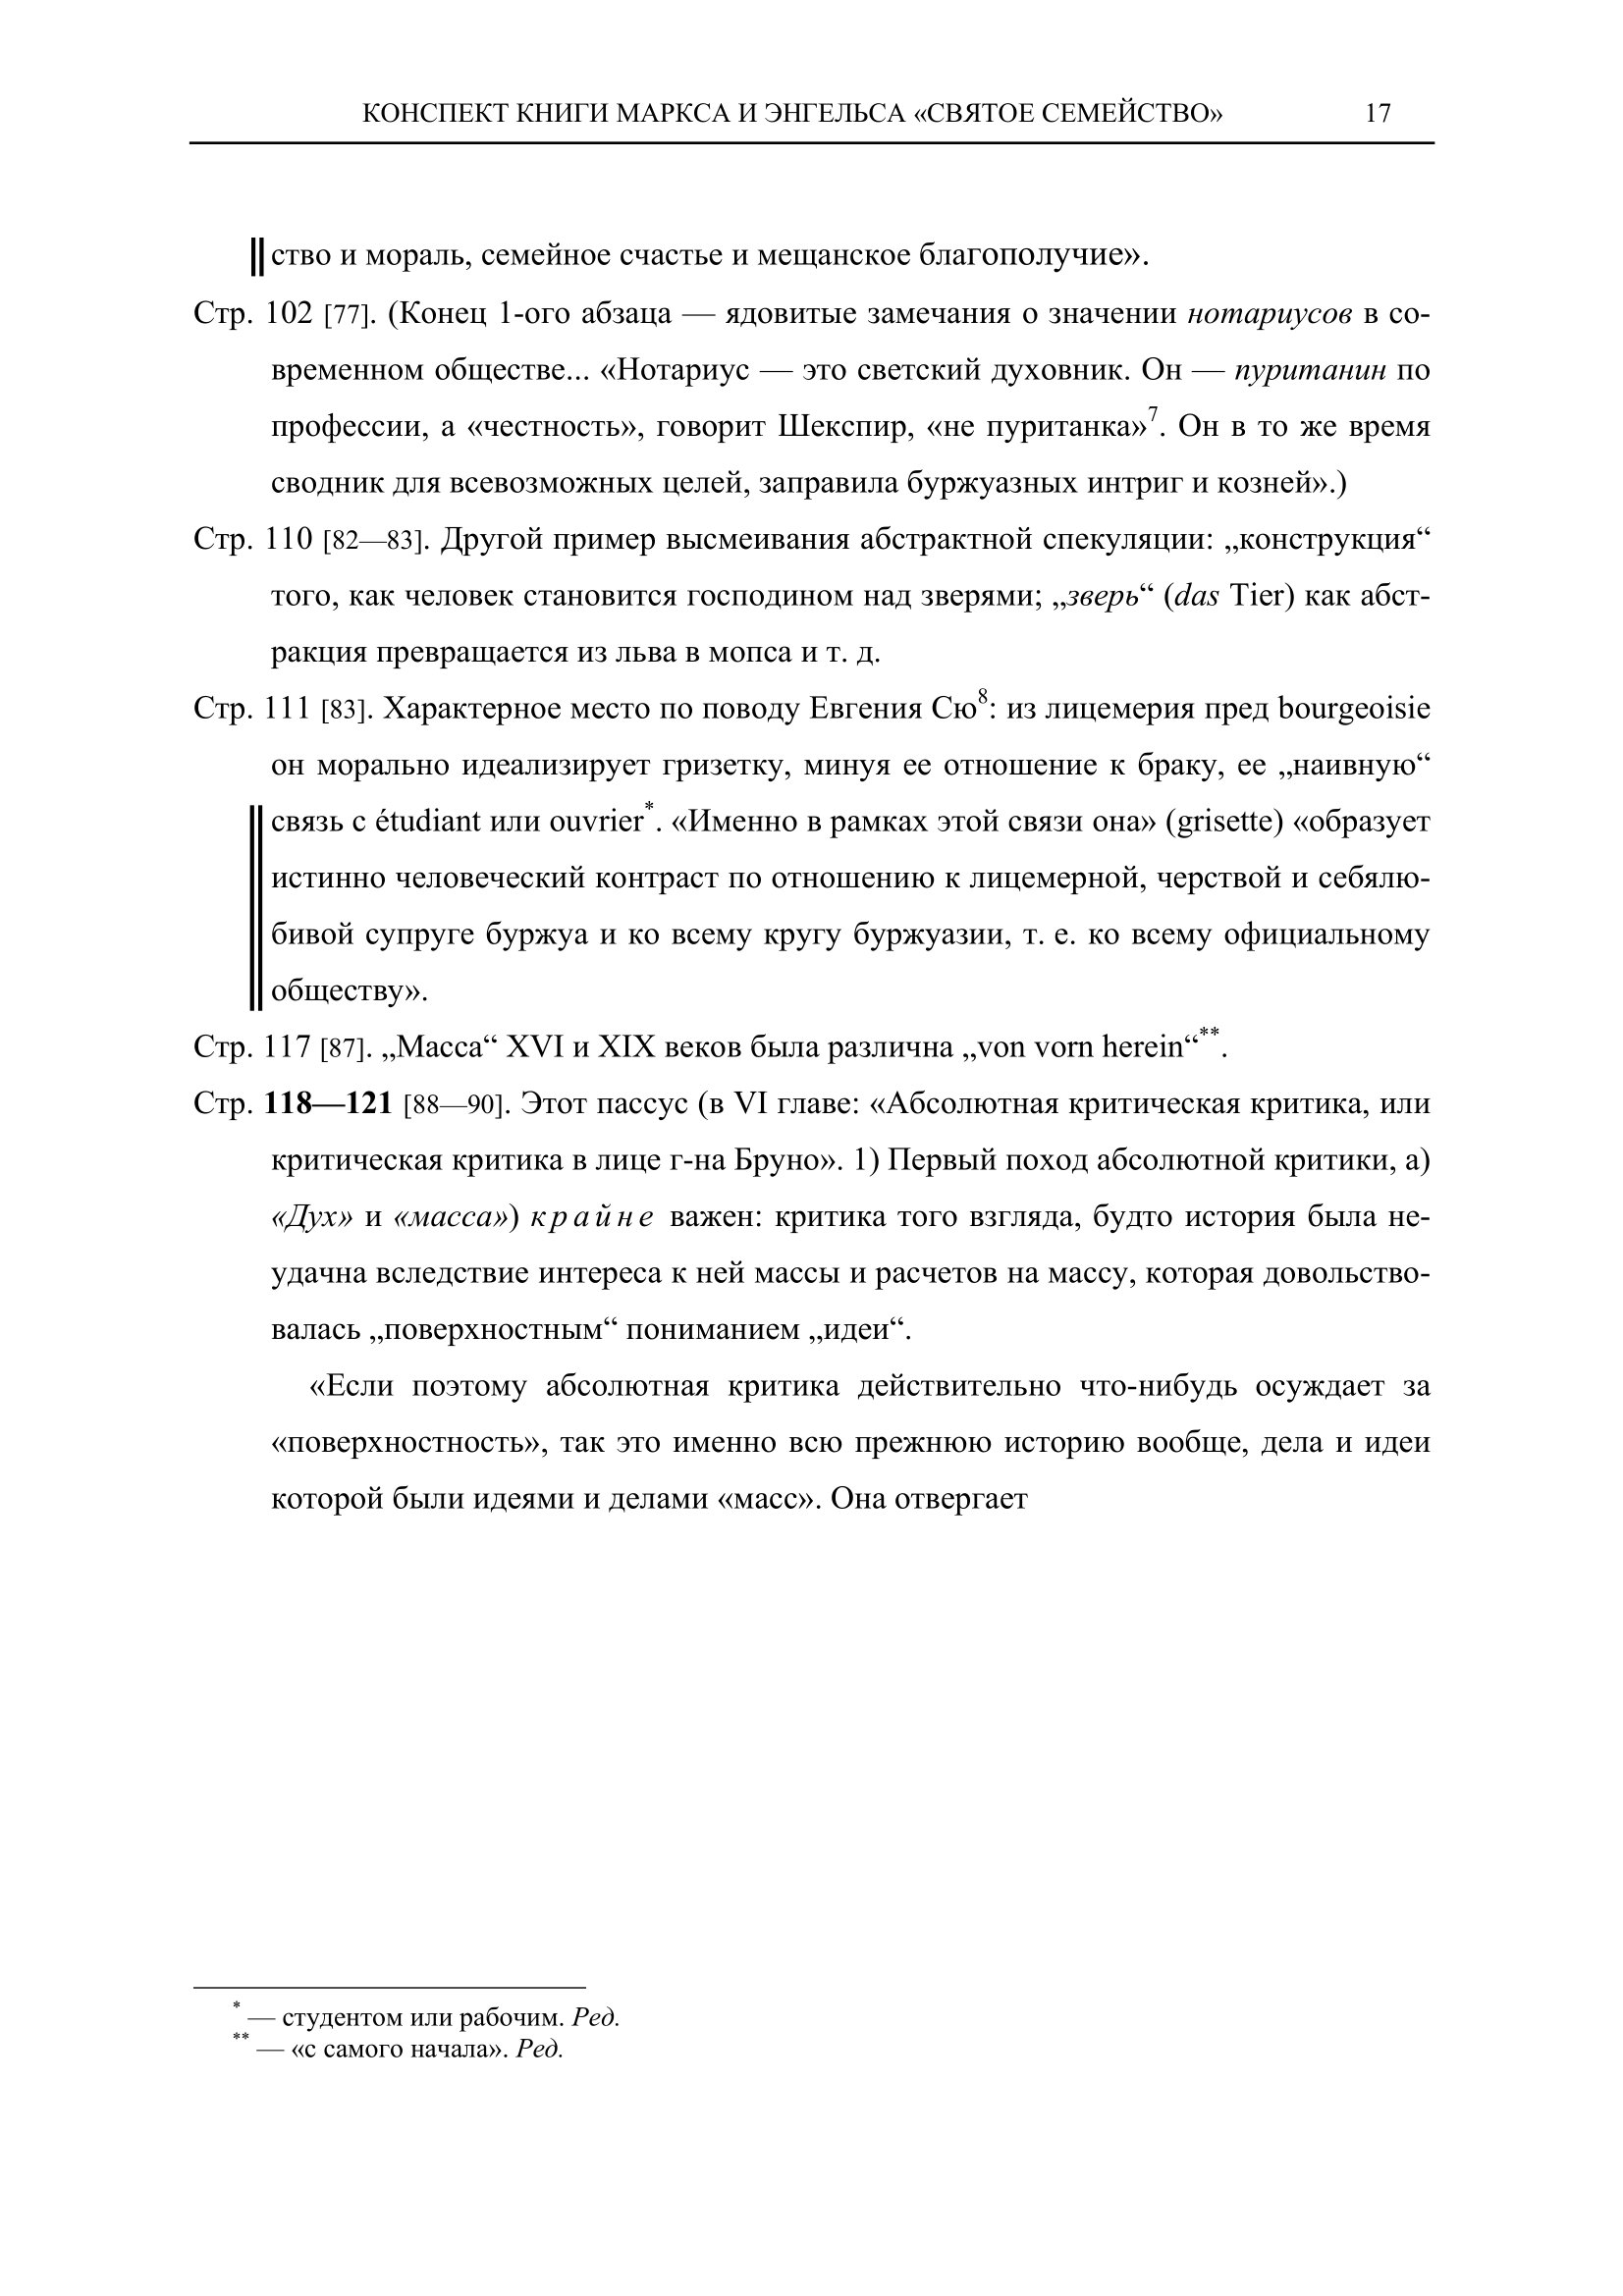 КОНСПЕКТ КНИГИ МАРКСА И ЭНГЕЛЬСА «СВЯТОЕ СЕМЕЙСТВО» 17
ство и мораль, семейное счастье и мещанское благополучие».
Стр. 102 [77]. (Конец 1-ого абзаца — ядовитые замечания о значении нотариусов в со-
временном обществе... «Нотариус — это светский духовник. Он — пуританин по
профессии, а «честность», говорит Шекспир, «не пуританка»7. Он в то же время
сводник для всевозможных целей, заправила буржуазных интриг и козней».)
Стр. 110 [82—83]. Другой пример высмеивания абстрактной спекуляции: „конструкция“
того, как человек становится господином над зверями; „зверь“ (das Tier) как абст-
ракция превращается из льва в мопса и т. д.
Стр. 111 [83]. Характерное место по поводу Евгения Сю8: из лицемерия пред bourgeoisie
он морально идеализирует гризетку, минуя ее отношение к браку, ее „наивную“
связь с étudiant или ouvrier*. «Именно в рамках этой связи она» (grisette) «образует
истинно человеческий контраст по отношению к лицемерной, черствой и себялю-
бивой супруге буржуа и ко всему кругу буржуазии, т. е. ко всему официальному
обществу».
Стр. 117 [87]. „Масса“ XVI и XIX веков была различна „von vorn herein“**.
Стр. 118—121 [88—90]. Этот пассус (в VI главе: «Абсолютная критическая критика, или
критическая критика в лице г-на Бруно». 1) Первый поход абсолютной критики, a)
«Дух» и «масса») крайне важен: критика того взгляда, будто история была не-
удачна вследствие интереса к ней массы и расчетов на массу, которая довольство-
валась „поверхностным“ пониманием „идеи“.
«Если поэтому абсолютная критика действительно что-нибудь осуждает за
«поверхностность», так это именно всю прежнюю историю вообще, дела и идеи
которой были идеями и делами «масс». Она отвергает
* — студентом или рабочим. Ред.
** — «с самого начала». Ред.